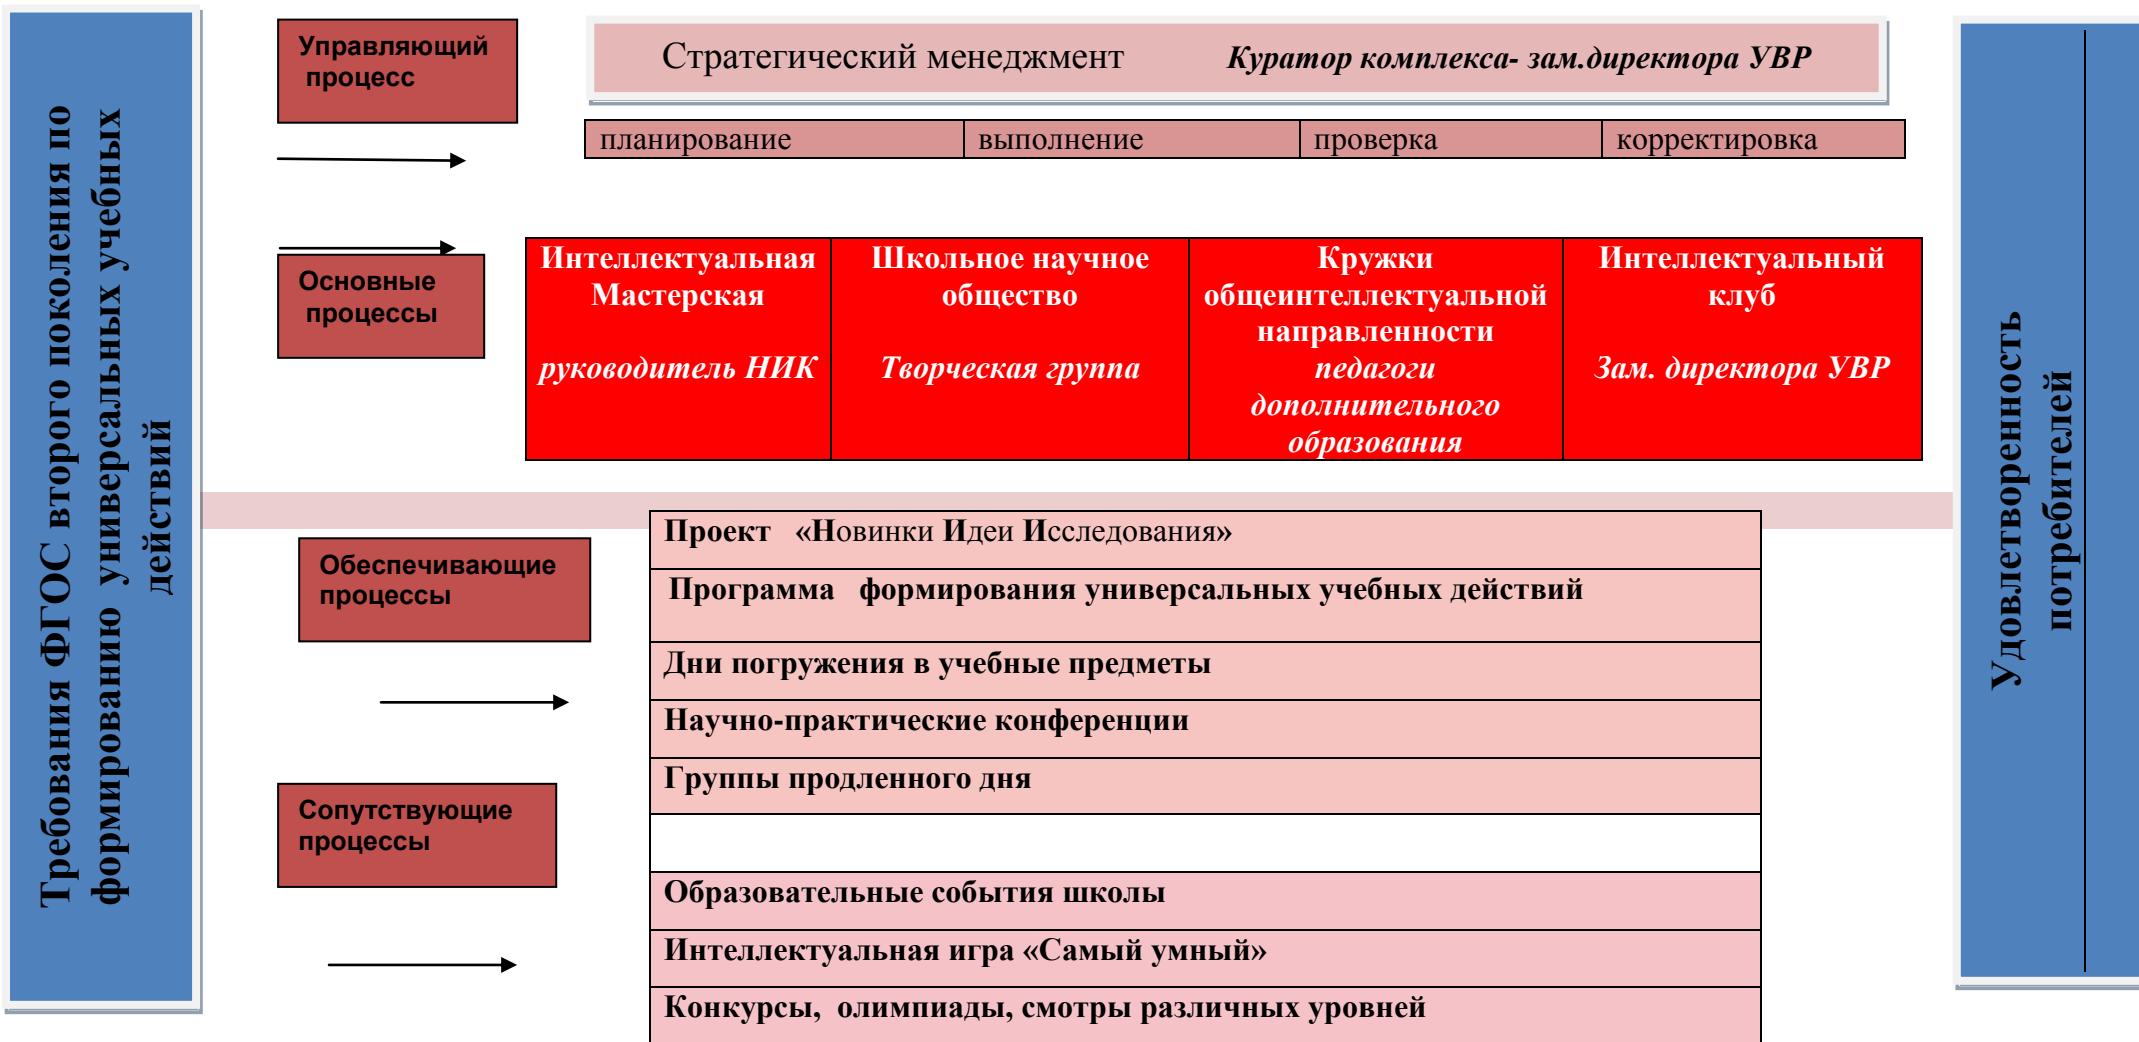 Требования ФГОС второго поколения по
формированию универсальных учебных
действий
Управляющий
процесс
Стратегический менеджмент Куратор комплекса- зам.директора УВР
планирование выполнение проверка корректировка
Основные
процессы
Интеллектуальная
Мастерская
руководитель НИК
Школьное научное
общество
Творческая группа
Кружки
общеинтеллектуальной
направленности
педагоги
дополнительного
образования
Интеллектуальный
клуб
Зам. директора УВР
Обеспечивающие
процессы
Проект «Новинки Идеи Исследования»
Программа формирования универсальных учебных действий
Дни погружения в учебные предметы
Научно-практические конференции
Группы продленного дня
Сопутствующие
процессы
Образовательные события школы
Интеллектуальная игра «Самый умный»
Конкурсы, олимпиады, смотры различных уровней
Удовлетворенность
потребителей